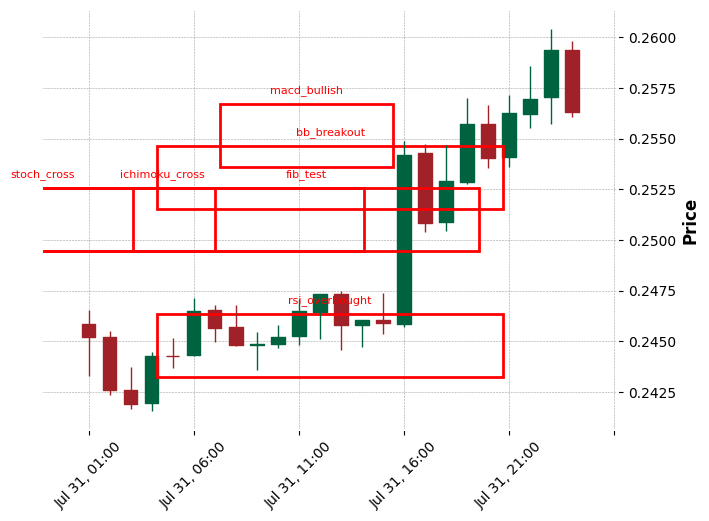 macd_bullish
bb_breakout
stoch_cross
ichimoku_cross
fib_test
rsi_overbought
0.2600
0.2575
0.2550
0.2525
0.2500
0.2475
0.2450
0.2425
Price
Jul 31, 01:00
Jul 31, 06:00
Jul 31, 11:00
Jul 31, 16:00
Jul 31, 21:00